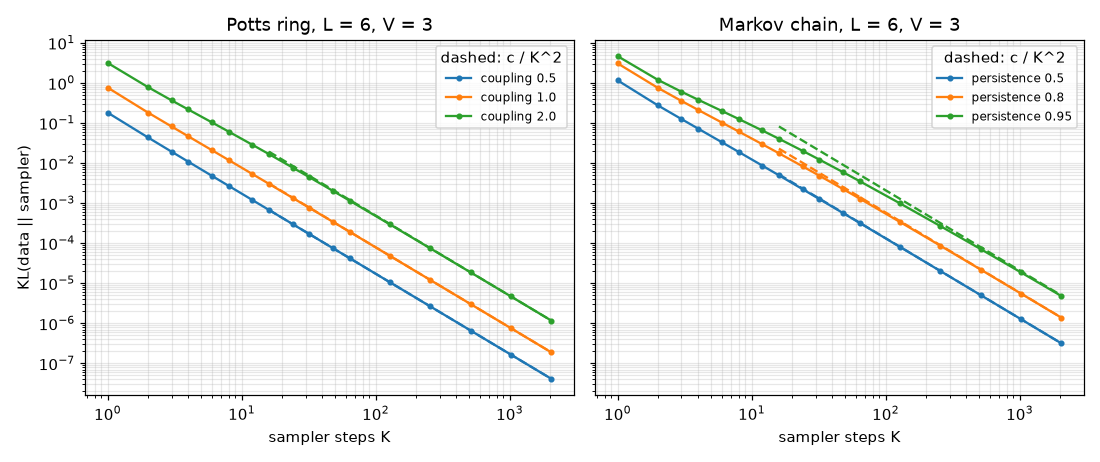 Potts ring, L = 6, V = 3
KL(data || sampler)
10^1
10^0
10^-1
10^-2
10^-3
10^-4
10^-5
10^-6
10^-7
dashed: c / K^2
coupling 0.5
coupling 1.0
coupling 2.0
10^0
10^1
10^2
10^3
sampler steps K
Markov chain, L = 6, V = 3
dashed: c / K^2
persistence 0.5
persistence 0.8
persistence 0.95
10^0
10^1
10^2
10^3
sampler steps K